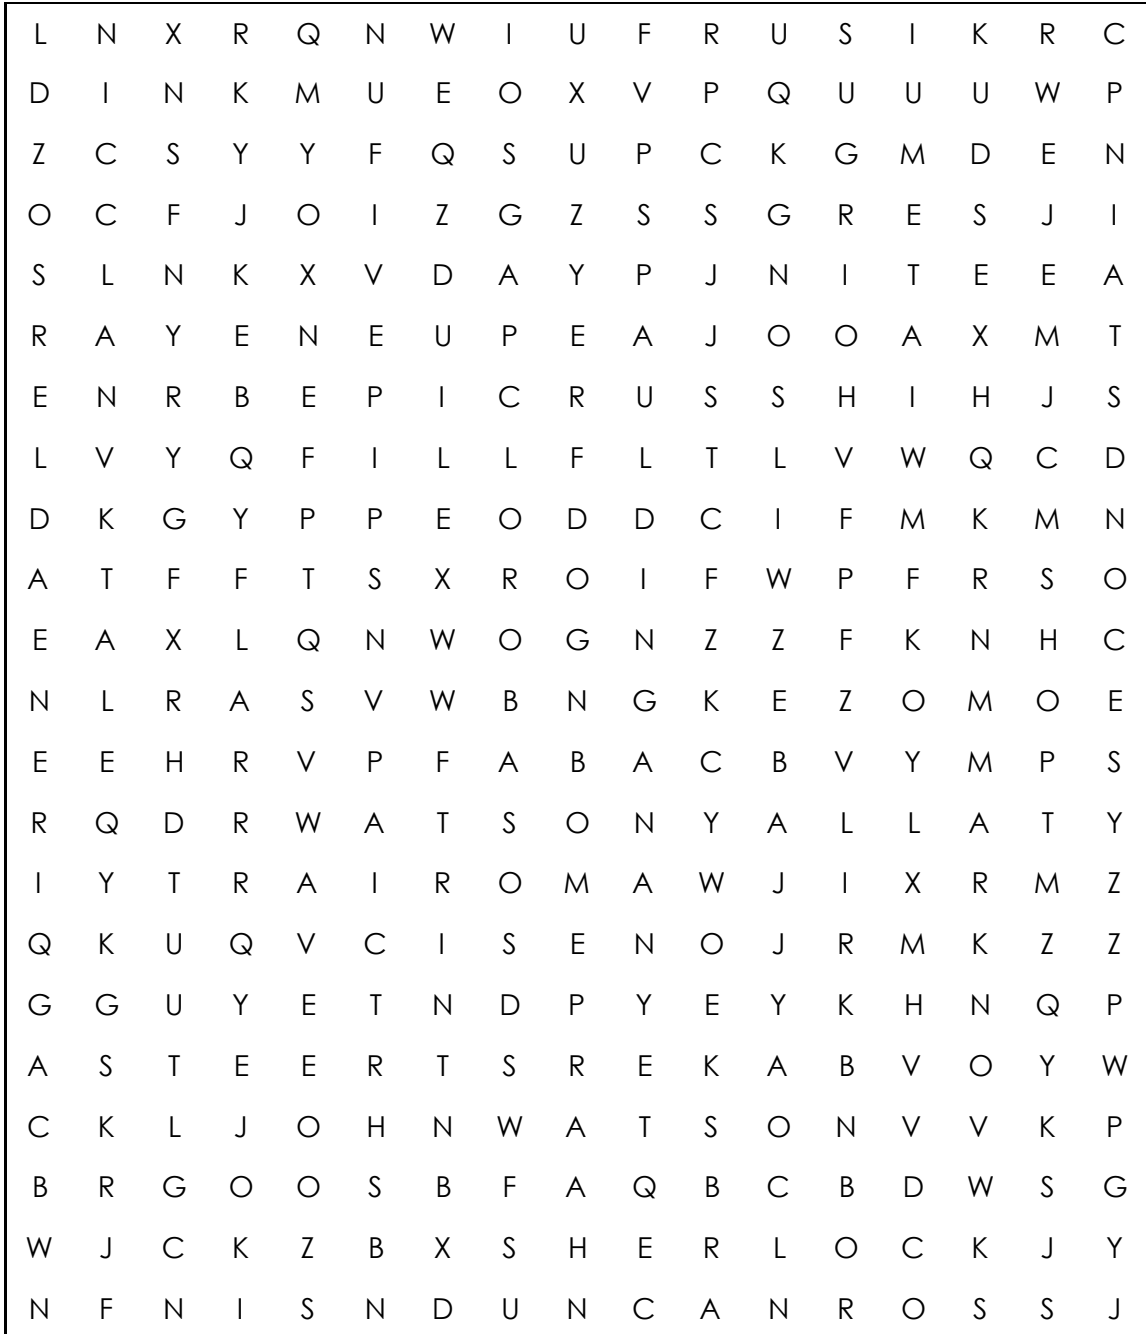 L N X R Q N W I U F R U S I K R C
D I N K M U E O X V P Q U U U W P
Z C S Y Y F Q S U P C K G M D E N
O C F J O I Z G Z S S G R E S J I
S L N K X V D A Y P J N I T E E A
R A Y E N E U P E A J O O A X M T
E N R B E P I C R U S S H I H J S
L V Y Q F I L L F L T L V W Q C D
D K G Y P P E O D D C I F M K M N
A T F F T S X R O I F W P F R S O
E A X L Q N W O G N Z Z F K N H C
N L R A S V W B N G K E Z O M O E
E E H R V P F A B A C B V Y M P S
R Q D R W A T S O N Y A L L A T Y
I Y T R A I R O M A W J I X R M Z
Q K U Q V C I S E N O J R M K Z Z
G G U Y E T N D P Y E Y K H N Q P
A S T E E R T S R E K A B V O Y W
C K L J O H N W A T S O N V V K P
B R G O O S B F A Q B C B D W S G
W J C K Z B X S H E R L O C K J Y
N F N I S N D U N C A N R O S S J